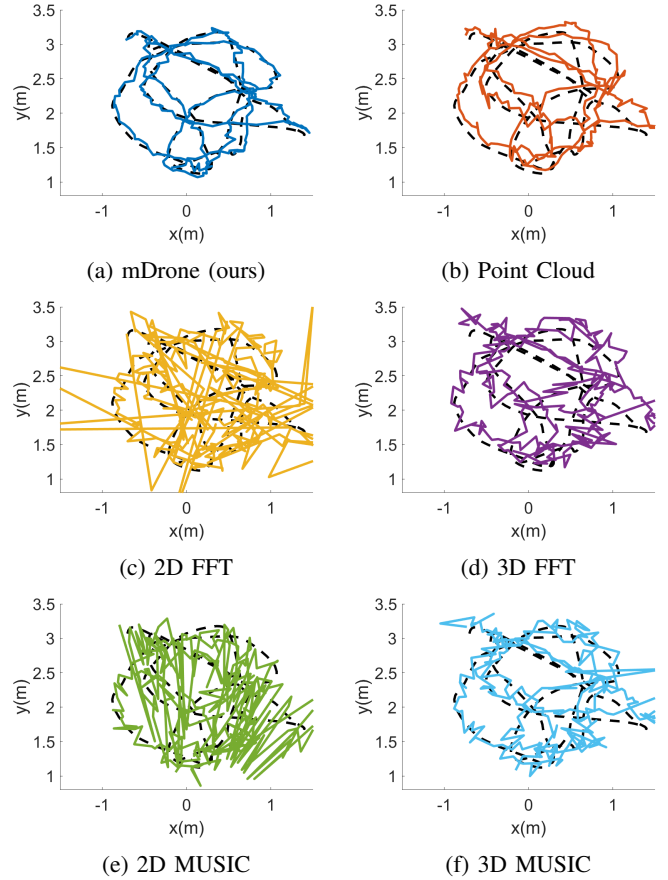 3.5
3
2.5
2
1.5
1
y(m)
-1 0 1
x(m)
(a) mDrone (ours)
3.5
3
2.5
2
1.5
1
y(m)
-1 0 1
x(m)
(b) Point Cloud
3.5
3
2.5
2
1.5
1
y(m)
-1 0 1
x(m)
(c) 2D FFT
3.5
3
2.5
2
1.5
1
y(m)
-1 0 1
x(m)
(d) 3D FFT
3.5
3
2.5
2
1.5
1
y(m)
-1 0 1
x(m)
(e) 2D MUSIC
3.5
3
2.5
2
1.5
1
y(m)
-1 0 1
x(m)
(f) 3D MUSIC